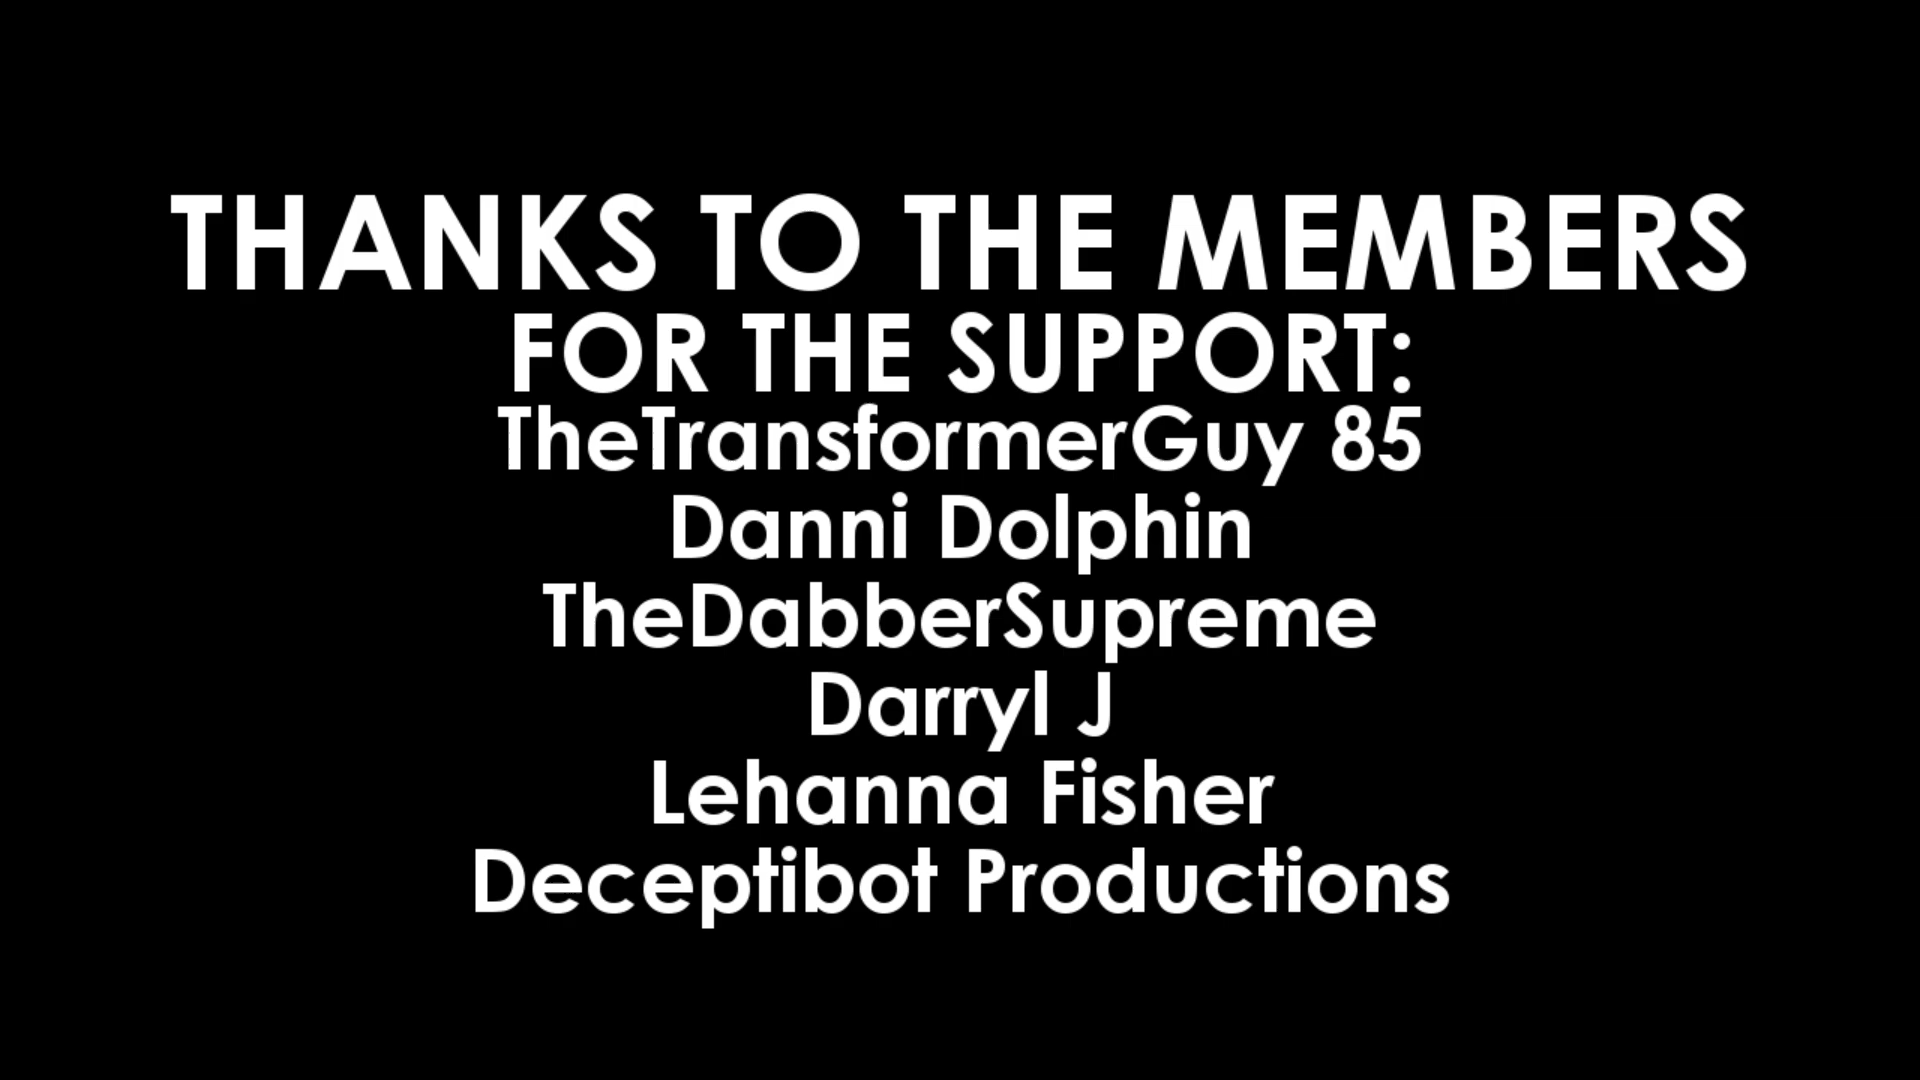 THANKS TO THE MEMBERS
FOR THE SUPPORT:
TheTransformerGuy 85
Danni Dolphin
TheDabberSupreme
Darryl J
Lehanna Fisher
Deceptibot Productions